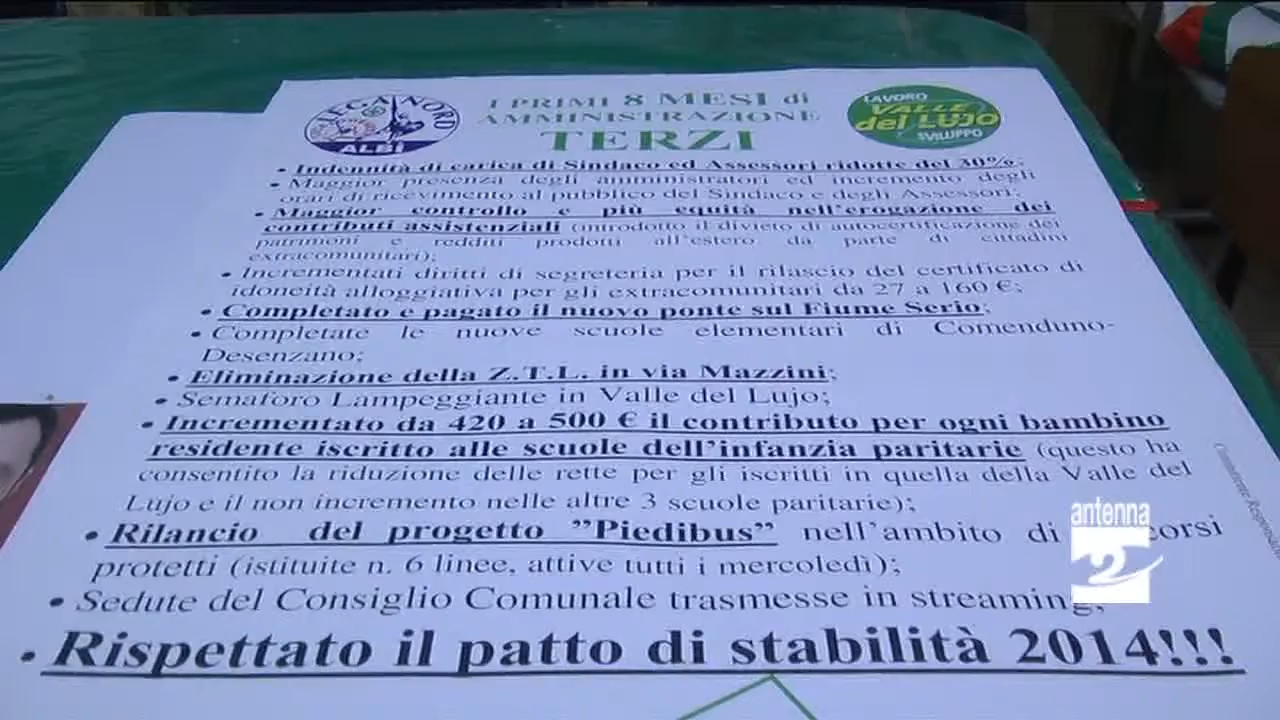 LEGA NORD
ALBÌ
I PRIMI 8 MESI di
AMMINISTRAZIONE
TERZI
LAVORO
VALLE
del LUJO
SVILUPPO
• Indennità di carica di Sindaco ed Assessori ridotte del 30%;
• Maggior presenza degli amministratori ed incremento degli
orari di ricevimento al pubblico del Sindaco e degli Assessori;
• Maggior controllo e più equità nell'erogazione dei
contributi assistenziali (introdotto il divieto di autocertificazione dei
patrimoni e redditi prodotti all'estero da parte di cittadini
extracomunitari);
• Incrementati diritti di segreteria per il rilascio del certificato di
idoneità alloggiativa per gli extracomunitari da 27 a 160 €;
• Completato e pagato il nuovo ponte sul Fiume Serio;
• Completate le nuove scuole elementari di Comenduno-
Desenzano;
• Eliminazione della Z.T.L. in via Mazzini;
• Semaforo Lampeggiante in Valle del Lujo;
• Incrementato da 420 a 500 € il contributo per ogni bambino
residente iscritto alle scuole dell'infanzia paritarie (questo ha
consentito la riduzione delle rette per gli iscritti in quella della Valle del
Lujo e il non incremento nelle altre 3 scuole paritarie);
• Rilancio del progetto "Piedibus" nell'ambito di corsi
protetti (istituite n. 6 linee, attive tutti i mercoledì);
• Sedute del Consiglio Comunale trasmesse in streaming;
• Rispettato il patto di stabilità 2014!!!
antenna
2